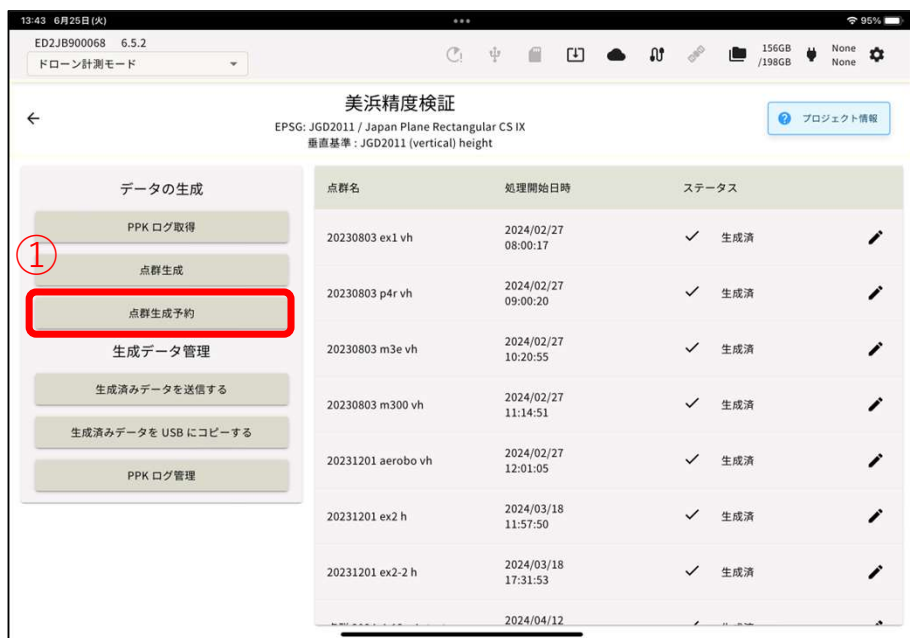 13:43 6月25日(火)
95%
ED2JB900068 6.5.2
ドローン計測モード
156GB
/198GB
None
None
美浜精度検証
EPSG: JGD2011 / Japan Plane Rectangular CS IX
垂直基準 : JGD2011 (vertical) height
プロジェクト情報
データの生成
PPK ログ取得
①
点群生成
点群生成予約
生成データ管理
生成済みデータを送信する
生成済みデータを USB にコピーする
PPK ログ管理
点群名 処理開始日時 ステータス
20230803 ex1 vh 2024/02/27 08:00:17 生成済
20230803 p4r vh 2024/02/27 09:00:20 生成済
20230803 m3e vh 2024/02/27 10:20:55 生成済
20230803 m300 vh 2024/02/27 11:14:51 生成済
20231201 aerobo vh 2024/02/27 12:01:05 生成済
20231201 ex2 h 2024/03/18 11:57:50 生成済
20231201 ex2-2 h 2024/03/18 17:31:53 生成済
2024/04/12